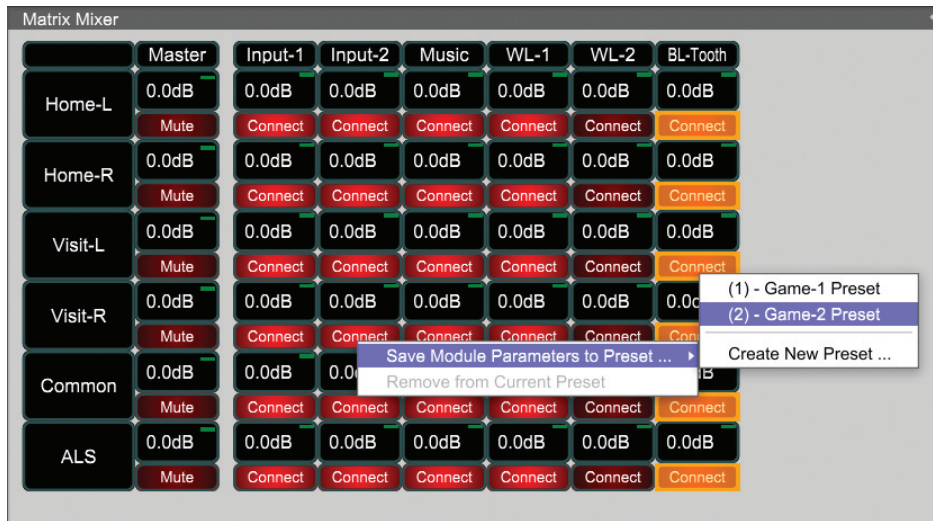 Matrix Mixer
Master Input-1 Input-2 Music WL-1 WL-2 BL-Tooth
Home-L 0.0dB 0.0dB 0.0dB 0.0dB 0.0dB 0.0dB 0.0dB
Mute Connect Connect Connect Connect Connect Connect
Home-R 0.0dB 0.0dB 0.0dB 0.0dB 0.0dB 0.0dB 0.0dB
Mute Connect Connect Connect Connect Connect Connect
Visit-L 0.0dB 0.0dB 0.0dB 0.0dB 0.0dB 0.0dB 0.0dB
Mute Connect Connect Connect Connect Connect Connect
(1) - Game-1 Preset
Visit-R 0.0dB 0.0dB 0.0dB 0.0dB 0.0dB 0.0dB
(2) - Game-2 Preset
Mute Connect Connect Connect Connect Connect
Save Module Parameters to Preset ...
Create New Preset ...
Common 0.0dB 0.0dB
Remove from Current Preset
Mute Connect Connect Connect Connect Connect Connect
ALS 0.0dB 0.0dB 0.0dB 0.0dB 0.0dB 0.0dB 0.0dB
Mute Connect Connect Connect Connect Connect Connect